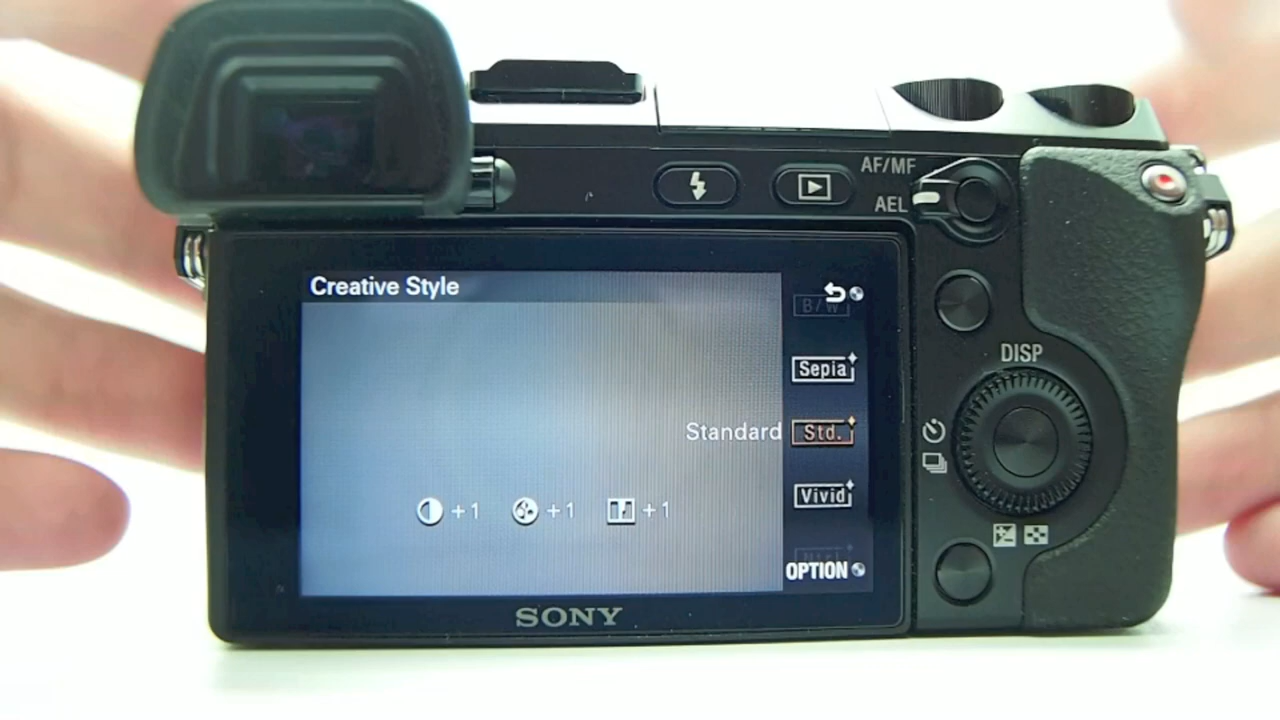 AF/MF
AEL
Creative Style
B/W
Sepia
DISP
Standard Std.
Vivid
+1 +1 +1
OPTION
SONY